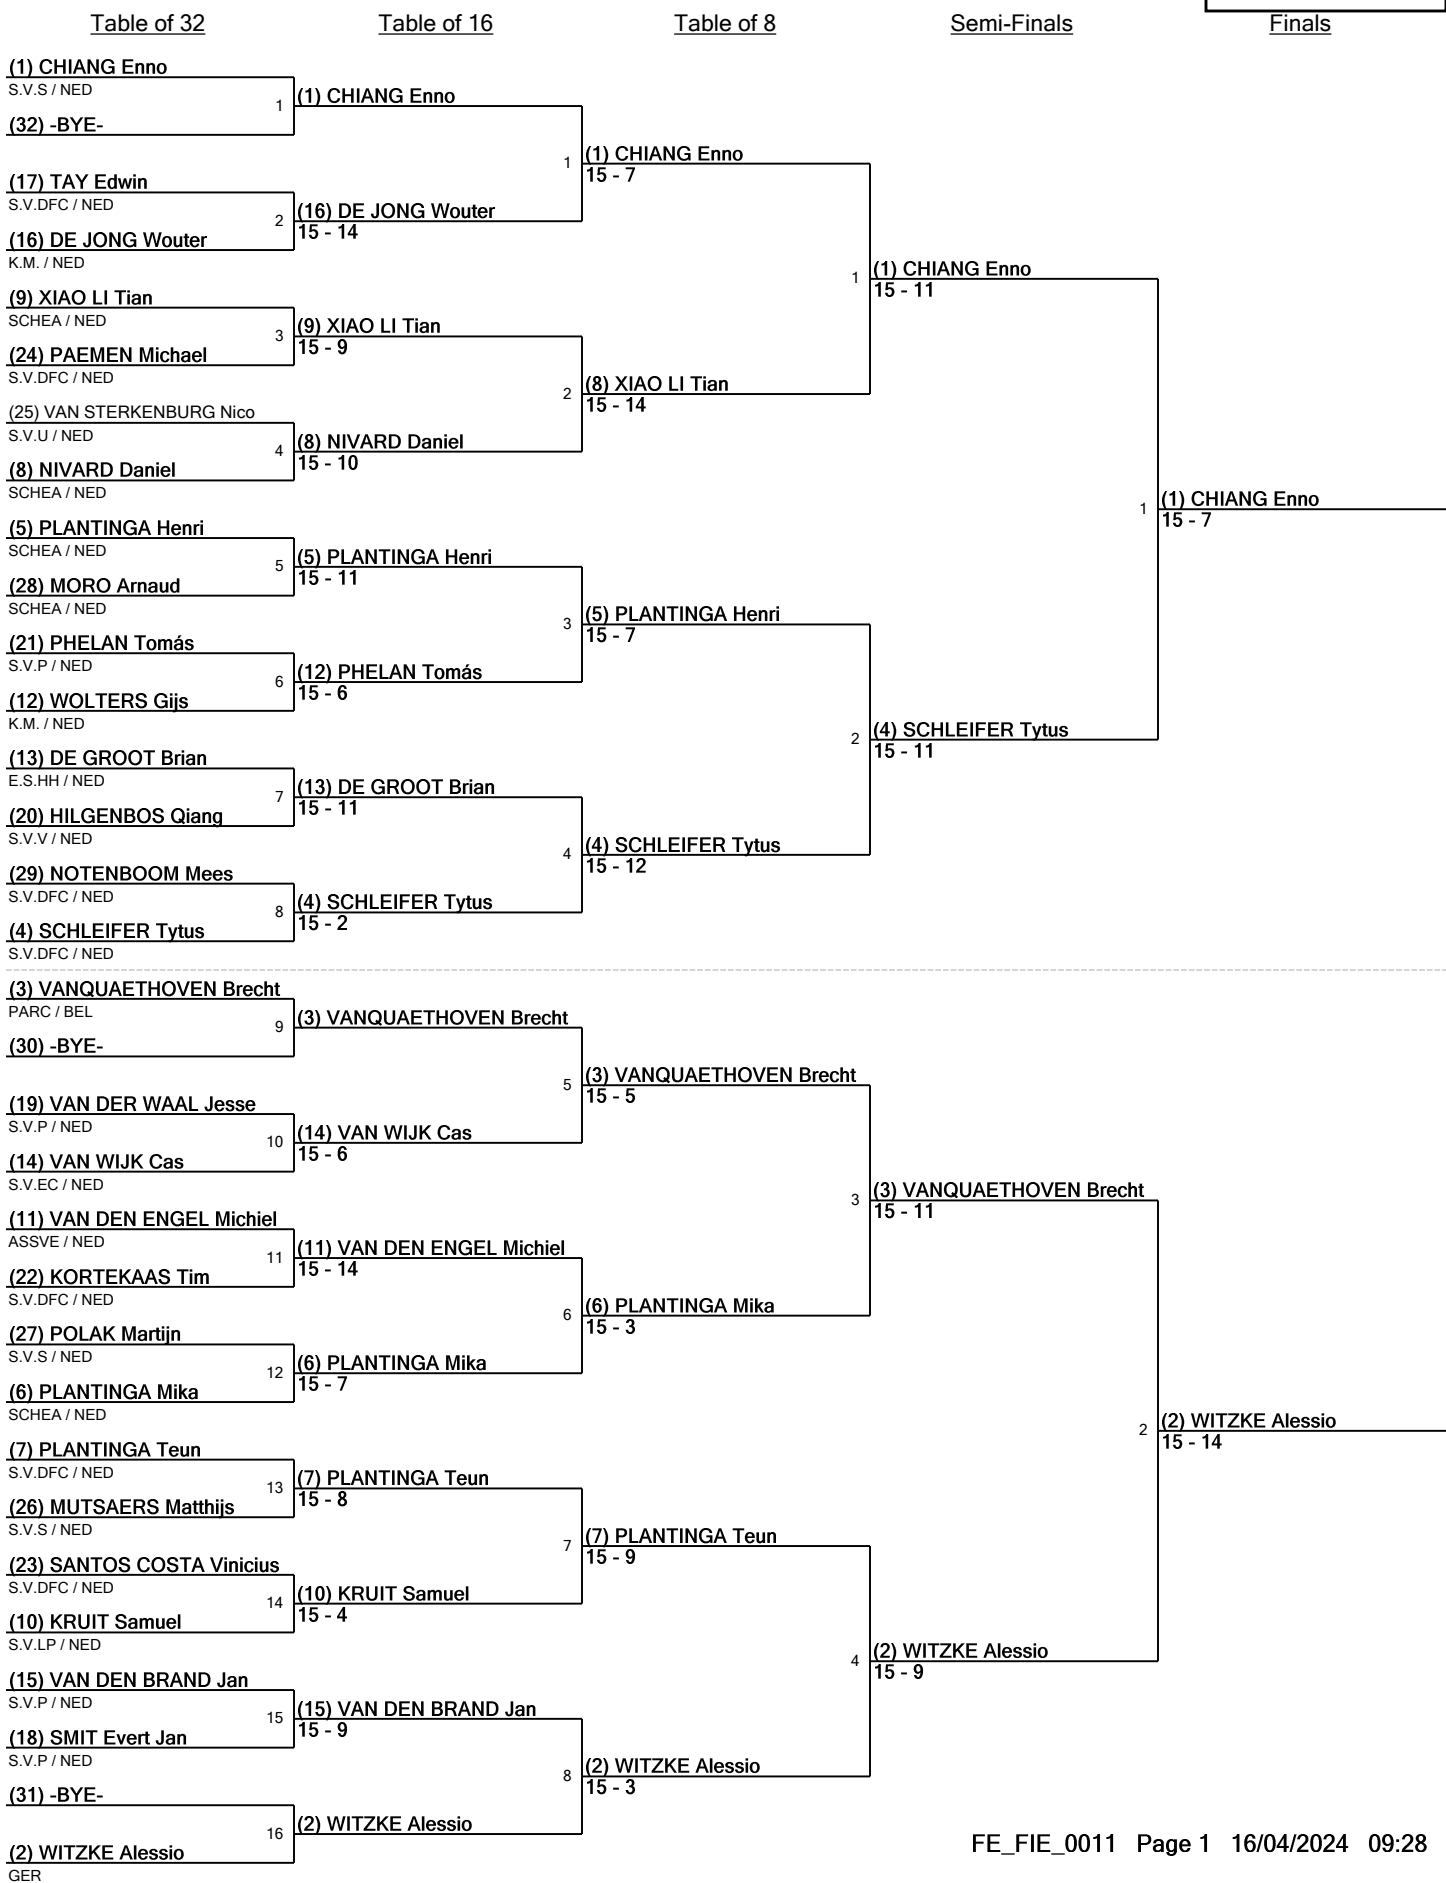 Table of 32
Table of 16
Table of 8
Semi-Finals
Finals
(1) CHIANG Enno
S.V.S / NED
(32) -BYE-
(17) TAY Edwin
S.V.DFC / NED
(16) DE JONG Wouter
K.M. / NED
(9) XIAO LI Tian
SCHEA / NED
(24) PAEMEN Michael
S.V.DFC / NED
(25) VAN STERKENBURG Nico
S.V.U / NED
(8) NIVARD Daniel
SCHEA / NED
(5) PLANTINGA Henri
SCHEA / NED
(28) MORO Arnaud
SCHEA / NED
(21) PHELAN Tomás
S.V.P / NED
(12) WOLTERS Gijs
K.M. / NED
(13) DE GROOT Brian
E.S.HH / NED
(20) HILGENBOS Qiang
S.V.V / NED
(29) NOTENBOOM Mees
S.V.DFC / NED
(4) SCHLEIFER Tytus
S.V.DFC / NED
(3) VANQUAETHOVEN Brecht
PARC / BEL
(30) -BYE-
(19) VAN DER WAAL Jesse
S.V.P / NED
(14) VAN WIJK Cas
S.V.EC / NED
(11) VAN DEN ENGEL Michiel
ASSVE / NED
(22) KORTEKAAS Tim
S.V.DFC / NED
(27) POLAK Martijn
S.V.S / NED
(6) PLANTINGA Mika
SCHEA / NED
(7) PLANTINGA Teun
S.V.DFC / NED
(26) MUTSAERS Matthijs
S.V.S / NED
(23) SANTOS COSTA Vinicius
S.V.DFC / NED
(10) KRUIT Samuel
S.V.LP / NED
(15) VAN DEN BRAND Jan
S.V.P / NED
(18) SMIT Evert Jan
S.V.P / NED
(31) -BYE-
(2) WITZKE Alessio
GER
1
(1) CHIANG Enno
2
(16) DE JONG Wouter
15 - 14
3
(9) XIAO LI Tian
15 - 9
4
(8) NIVARD Daniel
15 - 10
5
(5) PLANTINGA Henri
15 - 11
6
(12) PHELAN Tomás
15 - 6
7
(13) DE GROOT Brian
15 - 11
8
(4) SCHLEIFER Tytus
15 - 2
9
(3) VANQUAETHOVEN Brecht
10
(14) VAN WIJK Cas
15 - 6
11
(11) VAN DEN ENGEL Michiel
15 - 14
12
(6) PLANTINGA Mika
15 - 7
13
(7) PLANTINGA Teun
15 - 8
14
(10) KRUIT Samuel
15 - 4
15
(15) VAN DEN BRAND Jan
15 - 9
16
(2) WITZKE Alessio
1
(1) CHIANG Enno
15 - 7
2
(8) XIAO LI Tian
15 - 14
3
(5) PLANTINGA Henri
15 - 7
4
(4) SCHLEIFER Tytus
15 - 12
5
(3) VANQUAETHOVEN Brecht
15 - 5
6
(6) PLANTINGA Mika
15 - 3
7
(7) PLANTINGA Teun
15 - 9
8
(2) WITZKE Alessio
15 - 3
1
(1) CHIANG Enno
15 - 11
2
(4) SCHLEIFER Tytus
15 - 11
3
(3) VANQUAETHOVEN Brecht
15 - 11
4
(2) WITZKE Alessio
15 - 9
1
(1) CHIANG Enno
15 - 7
2
(2) WITZKE Alessio
15 - 14
FE_FIE_0011 Page 1 16/04/2024 09:28